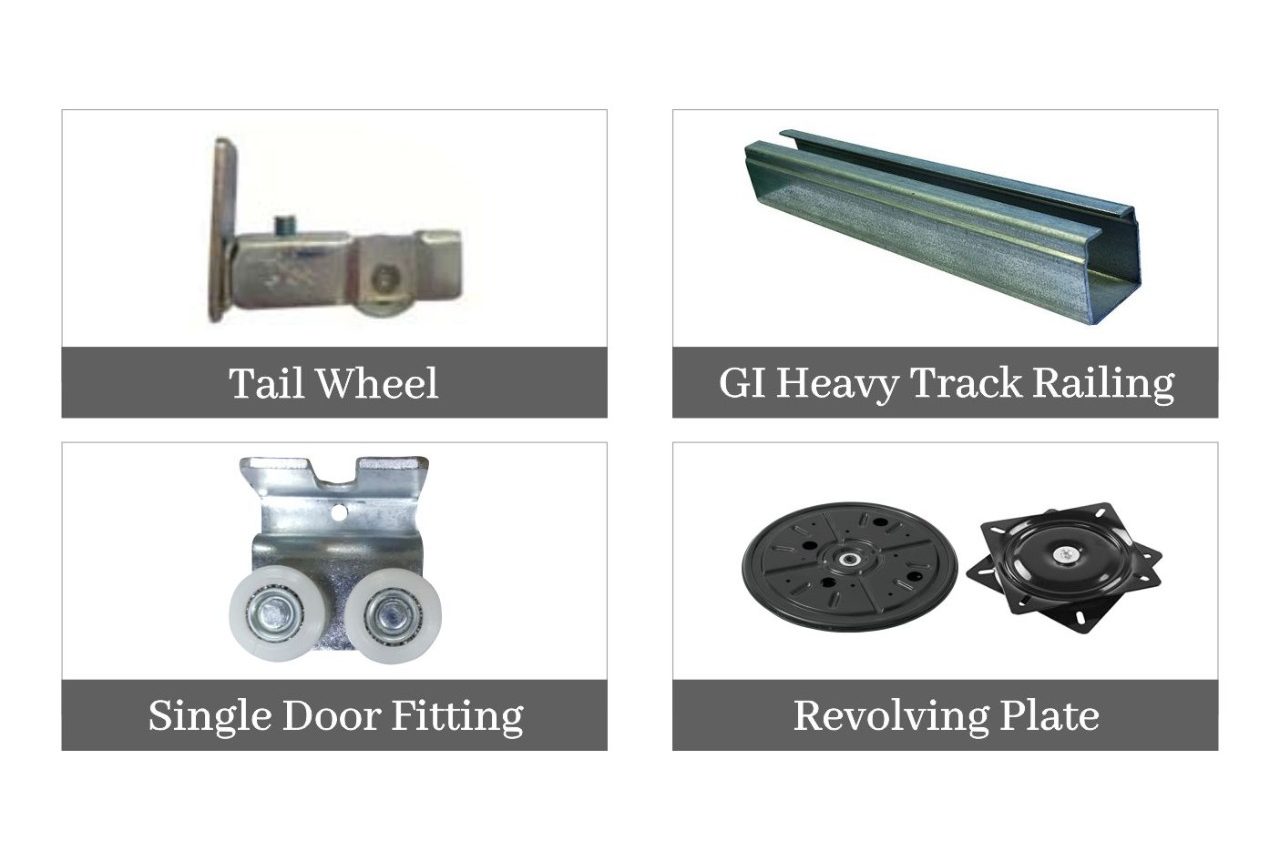 Tail Wheel
GI Heavy Track Railing
Single Door Fitting
Revolving Plate